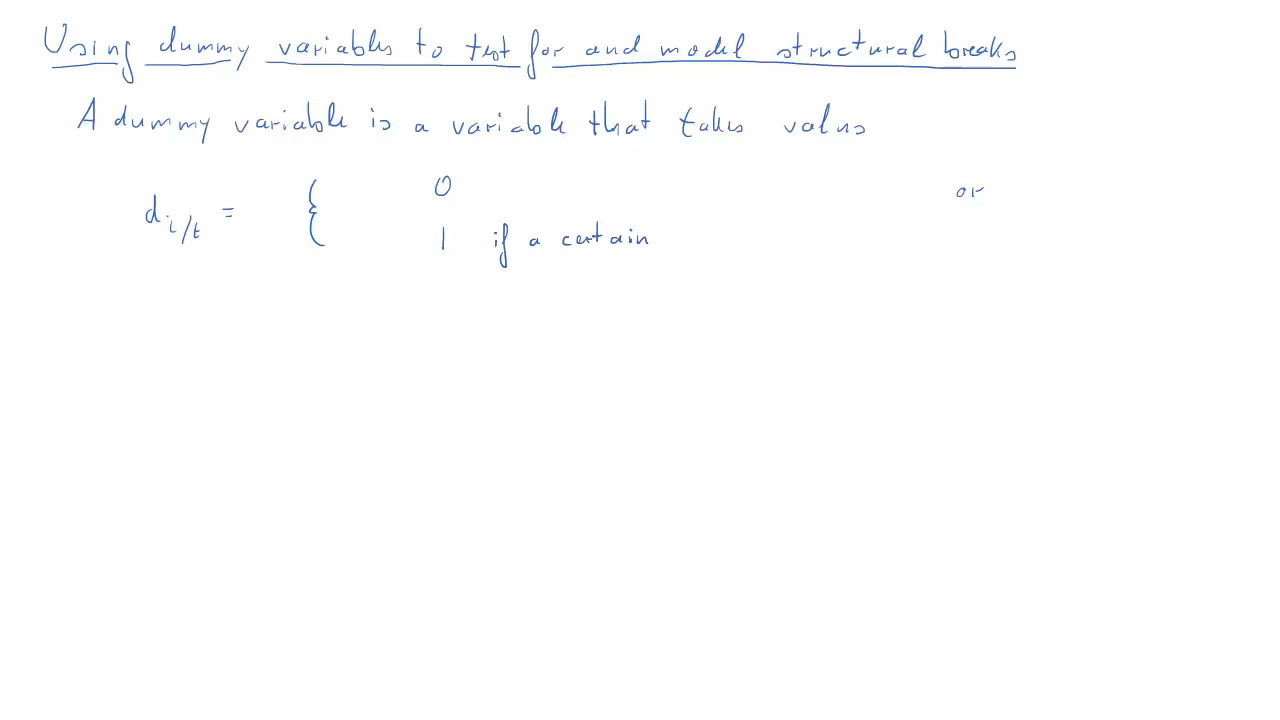 Using dummy variables to test for and model structural breaks
A dummy variable is a variable that takes values
d i/t = { 0 or
1 if a certain